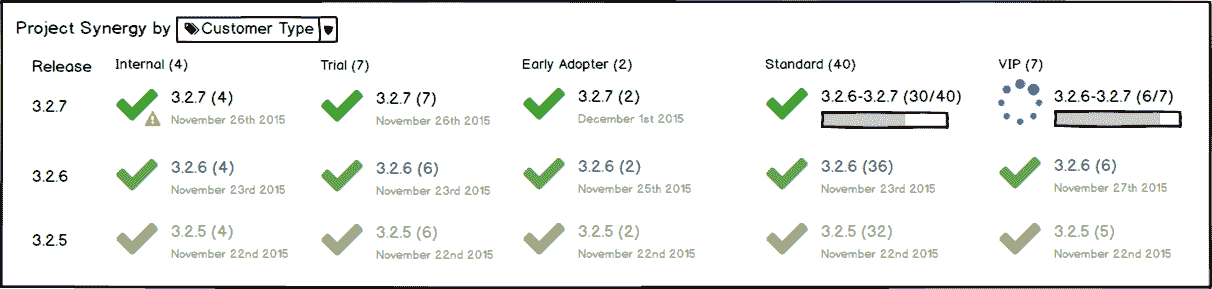 Project Synergy by Customer Type
Release Internal (4) Trial (7) Early Adopter (2) Standard (40) VIP (7)
3.2.7 3.2.7 (4) 3.2.7 (7) 3.2.7 (2) 3.2.6-3.2.7 (30/40) 3.2.6-3.2.7 (6/7)
November 26th 2015 November 26th 2015 December 1st 2015
3.2.6 3.2.6 (4) 3.2.6 (6) 3.2.6 (2) 3.2.6 (36) 3.2.6 (6)
November 23rd 2015 November 23rd 2015 November 25th 2015 November 23rd 2015 November 27th 2015
3.2.5 3.2.5 (4) 3.2.5 (6) 3.2.5 (2) 3.2.5 (32) 3.2.5 (5)
November 22nd 2015 November 22nd 2015 November 22nd 2015 November 22nd 2015 November 22nd 2015